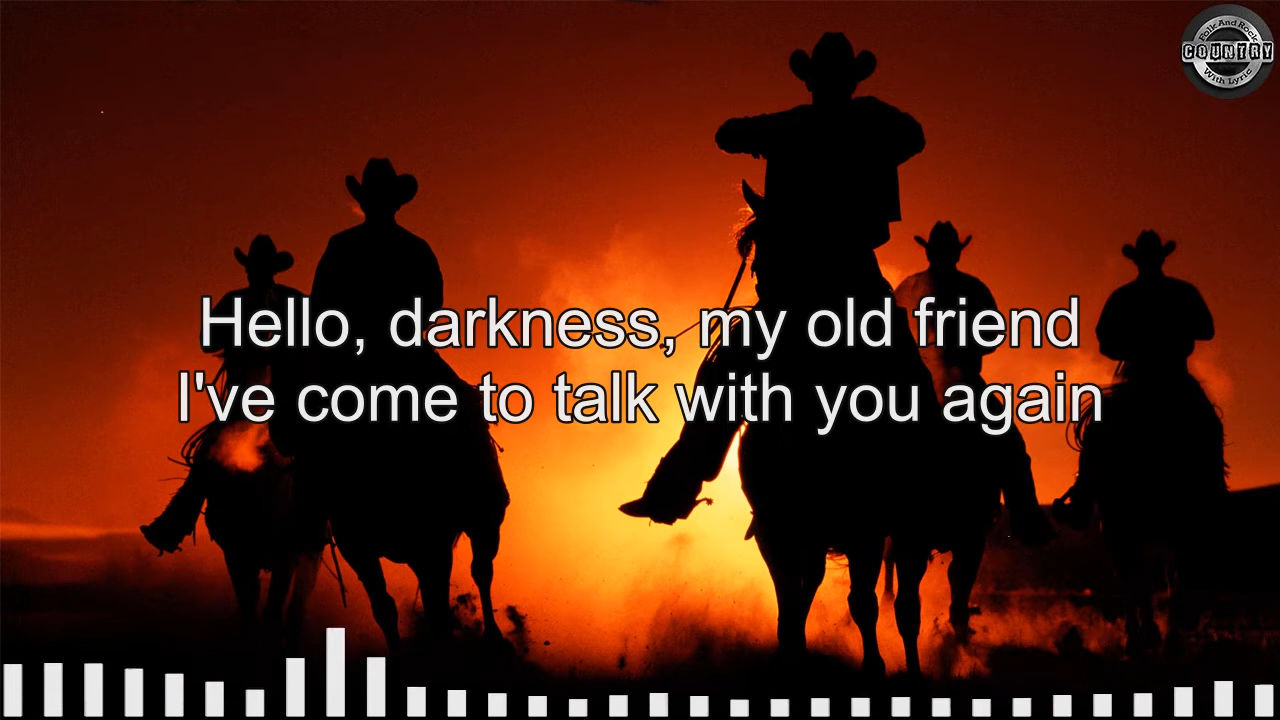 Folk And Rock
COUNTRY
With Lyric
Hello, darkness, my old friend
I've come to talk with you again